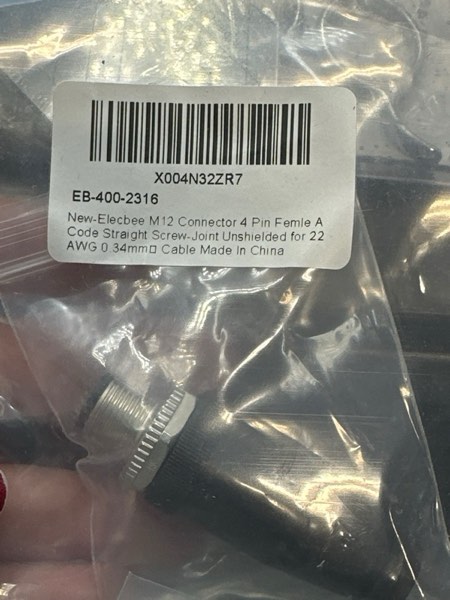 X004N32ZR7
EB-400-2316
New-Elecbee M12 Connector 4 Pin Femle A
Code Straight Screw-Joint Unshielded for 22
AWG 0.34mm□ Cable Made In China